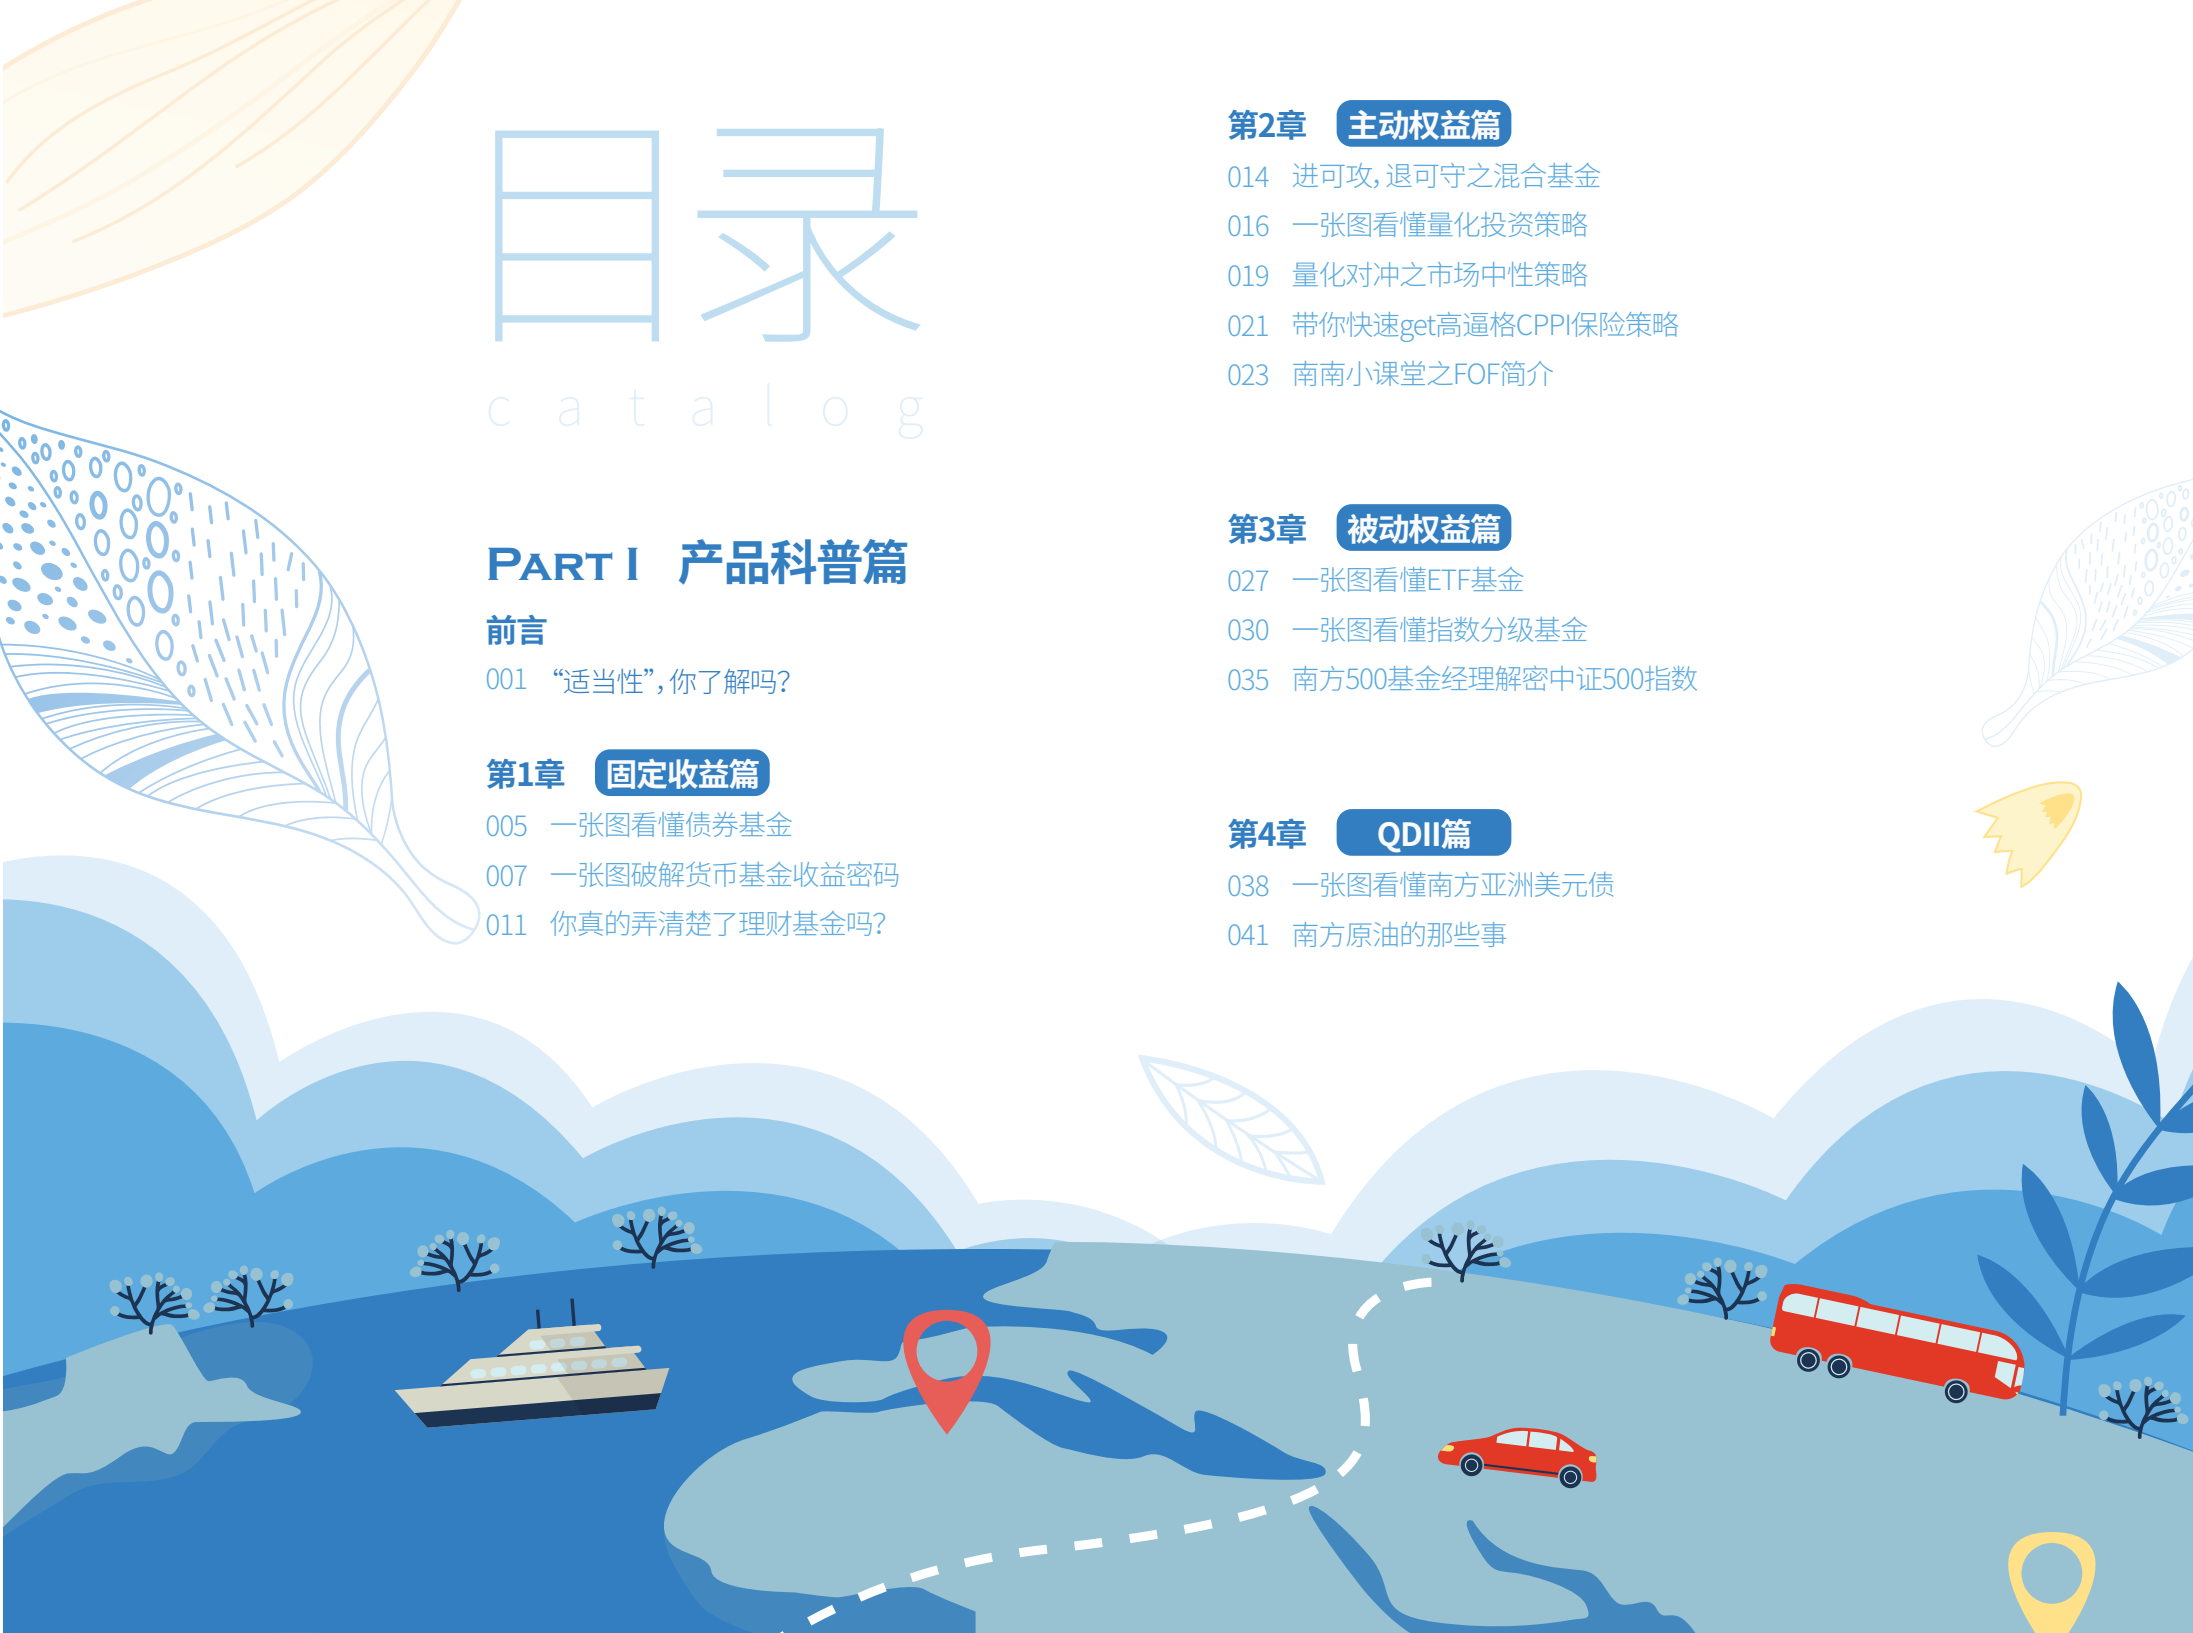 目录
catalog
PART I 产品科普篇
前言
001 “适当性”，你了解吗？
第1章 固定收益篇
005 一张图看懂债券基金
007 一张图破解货币基金收益密码
011 你真的弄清楚了理财基金吗？
第2章 主动权益篇
014 进可攻，退可守之混合基金
016 一张图看懂量化投资策略
019 量化对冲之市场中性策略
021 带你快速get高逼格CPPI保险策略
023 南南小课堂之FOF简介
第3章 被动权益篇
027 一张图看懂ETF基金
030 一张图看懂指数分级基金
035 南方500基金经理解密中证500指数
第4章 QDII篇
038 一张图看懂南方亚洲美元债
041 南方原油的那些事